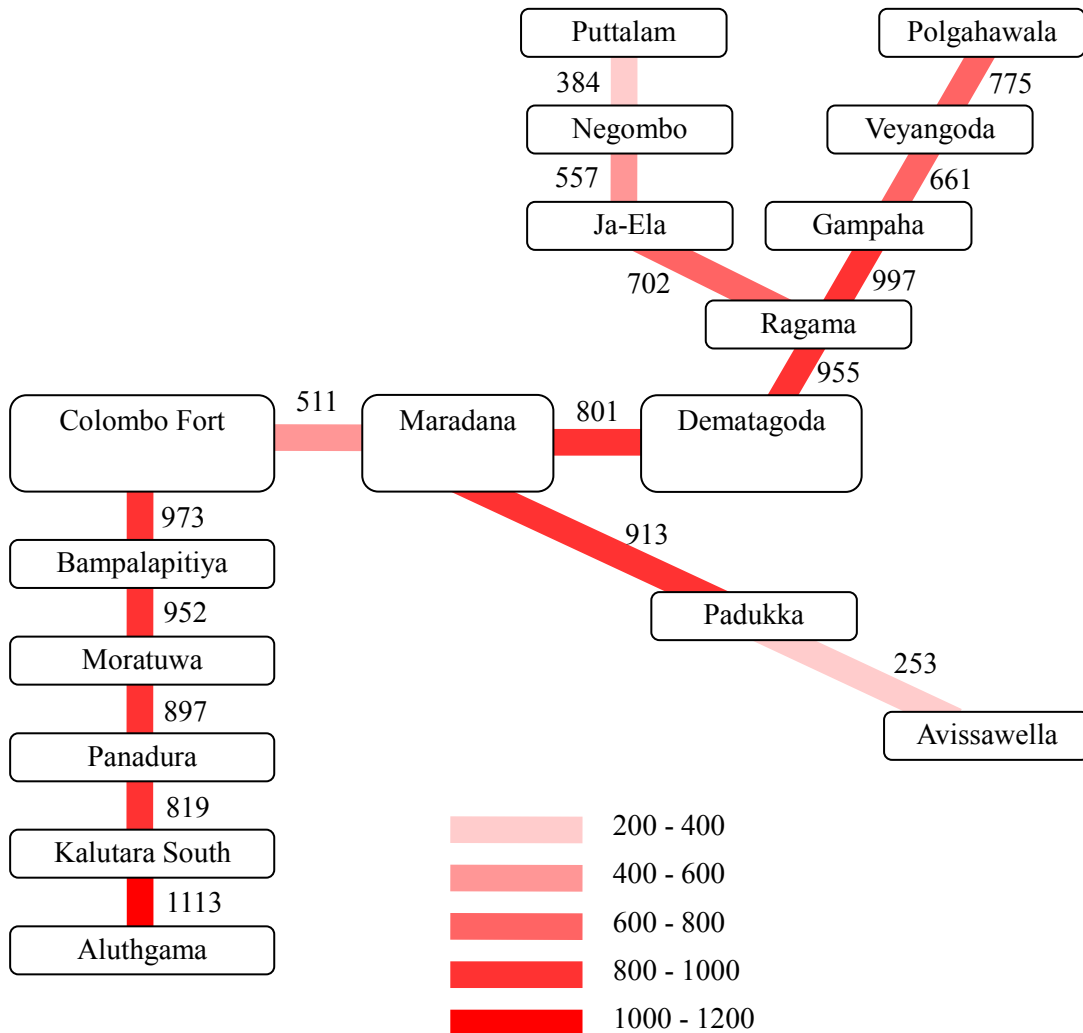 Puttalam
Polgahawala
384
775
Negombo
Veyangoda
557
661
Ja-Ela
Gampaha
702
997
Ragama
955
Colombo Fort
511
Maradana
801
Dematagoda
973
913
Bampalapitiya
Padukka
952
Moratuwa
253
897
Avissawella
Panadura
819
Kalutara South
1113
Aluthgama
200 - 400
400 - 600
600 - 800
800 - 1000
1000 - 1200